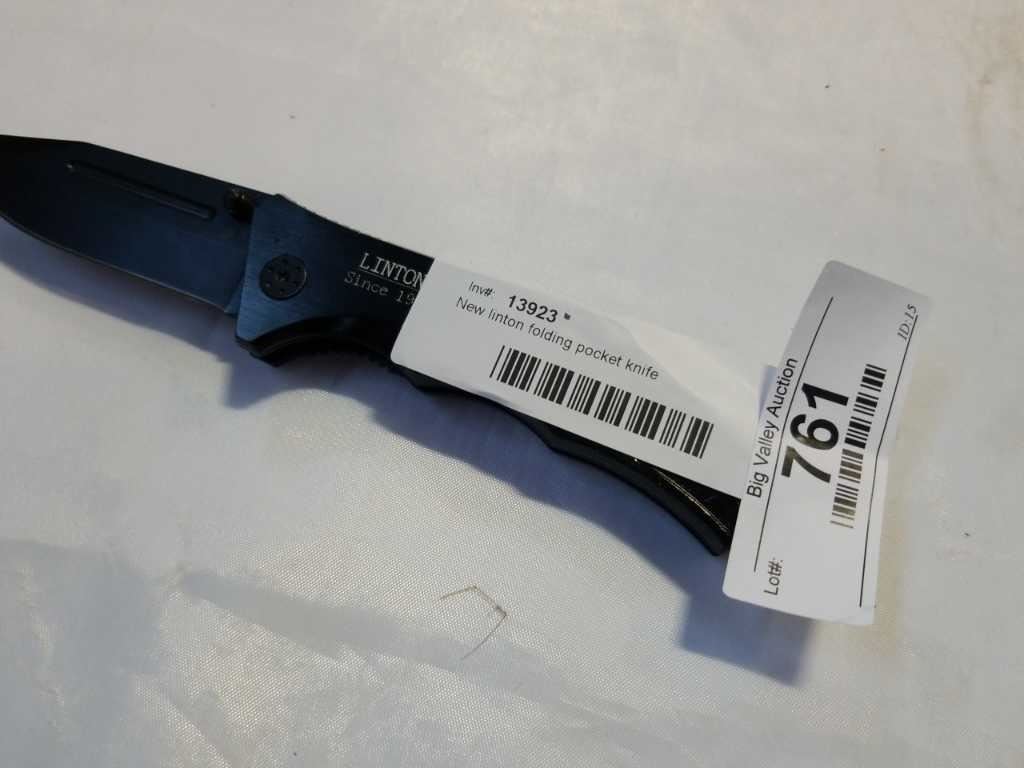 LINTON
Since 19
Inv#: 13923
New linton folding pocket knife
Big Valley Auction
761
Lot#:
ID:15